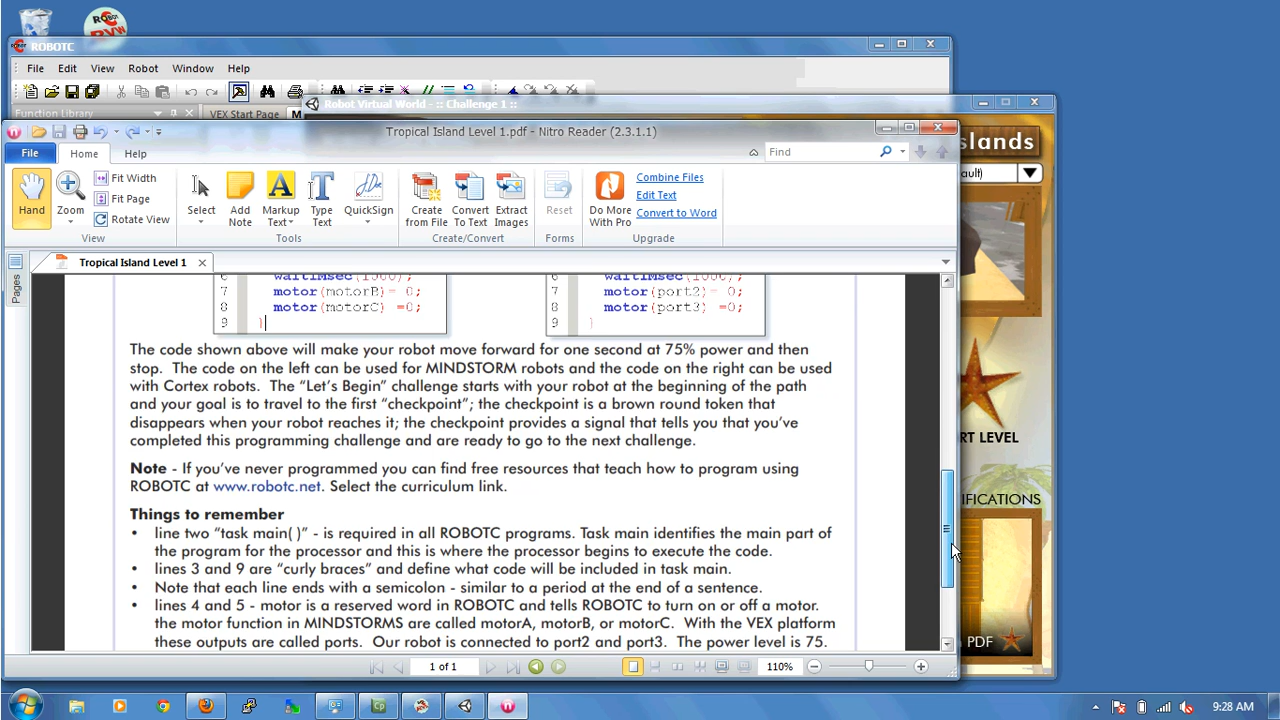 ROBOTC
File Edit View Robot Window Help
Function Library
VEX Start Page M
Robot Virtual World - :: Challenge 1 ::
Tropical Island Level 1.pdf - Nitro Reader (2.3.1.1)
slands
File Home Help
Find
ault)
Hand
Zoom
Fit Width
Fit Page
Rotate View
Select
Add Note
Markup Text
Type Text
QuickSign
Create from File
Convert To Text
Extract Images
Reset
Do More With Pro
Combine Files
Edit Text
Convert to Word
View Tools Create/Convert Forms Upgrade
Tropical Island Level 1
Pages
6 wait1Msec(1000);
7 motor(motorB)= 0;
8 motor(motorC) =0;
9 }
6 wait1Msec(1000);
7 motor(port2)= 0;
8 motor(port3) =0;
9 }
The code shown above will make your robot move forward for one second at 75% power and then
stop. The code on the left can be used for MINDSTORM robots and the code on the right can be used
with Cortex robots. The “Let’s Begin” challenge starts with your robot at the beginning of the path
and your goal is to travel to the first “checkpoint”; the checkpoint is a brown round token that
disappears when your robot reaches it; the checkpoint provides a signal that tells you that you’ve
completed this programming challenge and are ready to go to the next challenge.
Note - If you’ve never programmed you can find free resources that teach how to program using
ROBOTC at www.robotc.net. Select the curriculum link.
Things to remember
• line two “task main( )” - is required in all ROBOTC programs. Task main identifies the main part of
the program for the processor and this is where the processor begins to execute the code.
• lines 3 and 9 are “curly braces” and define what code will be included in task main.
• Note that each line ends with a semicolon - similar to a period at the end of a sentence.
• lines 4 and 5 - motor is a reserved word in ROBOTC and tells ROBOTC to turn on or off a motor.
the motor function in MINDSTORMS are called motorA, motorB, or motorC. With the VEX platform
these outputs are called ports. Our robot is connected to port2 and port3. The power level is 75.
RT LEVEL
IFICATIONS
PDF
1 of 1
110%
9:28 AM